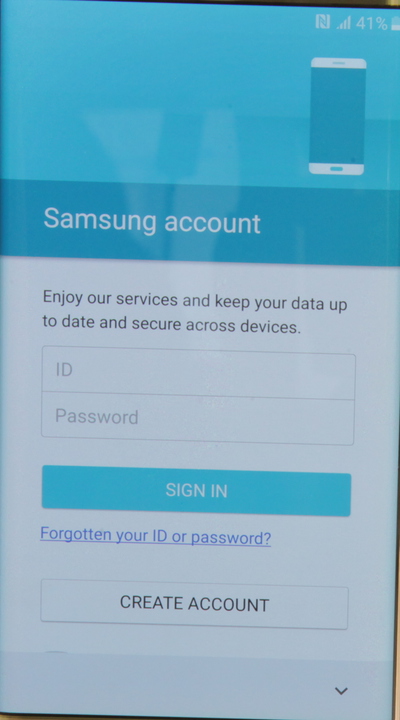 41%
Samsung account
Enjoy our services and keep your data up
to date and secure across devices.
ID
Password
SIGN IN
Forgotten your ID or password?
CREATE ACCOUNT